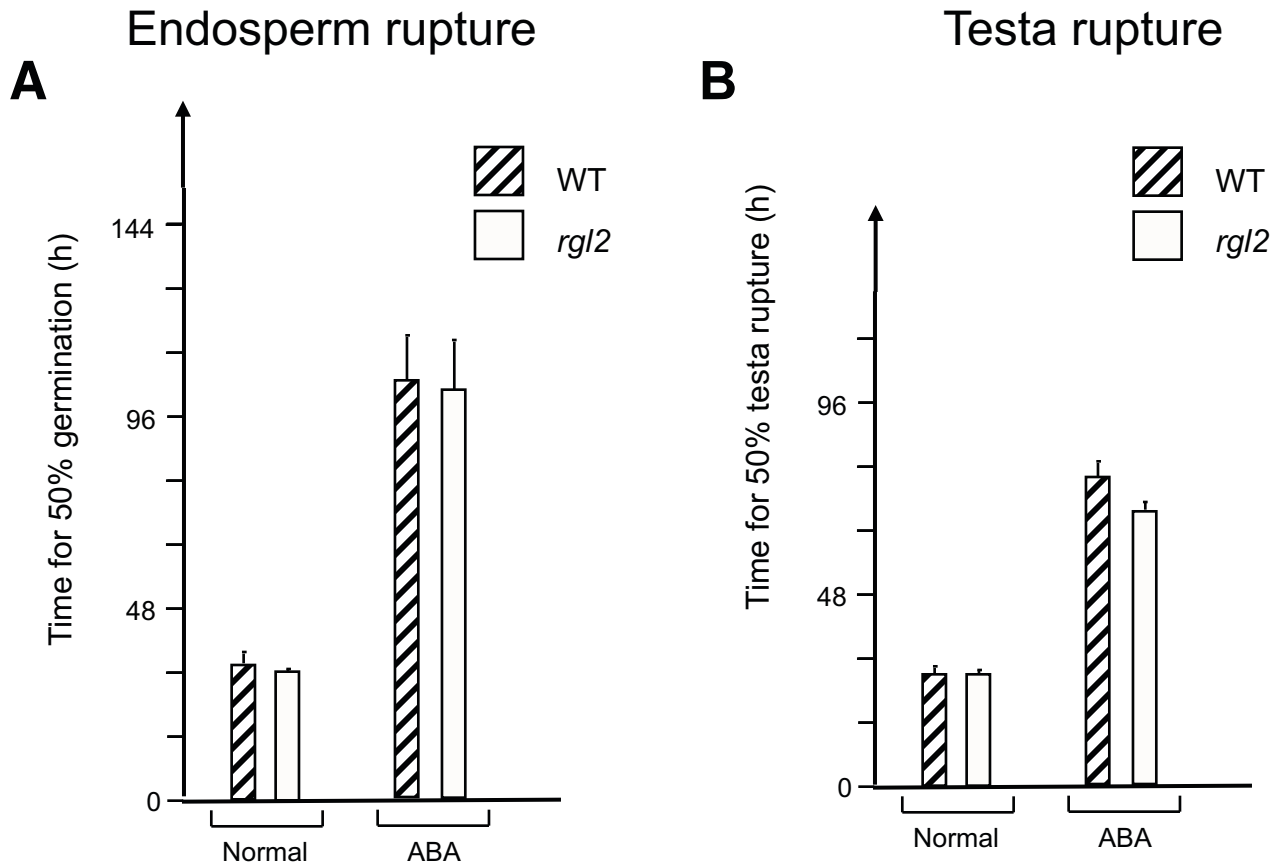 Endosperm rupture
A
WT
rgl2
Time for 50% germination (h)
144
96
48
0
Normal
ABA
Testa rupture
B
WT
rgl2
Time for 50% testa rupture (h)
96
48
0
Normal
ABA